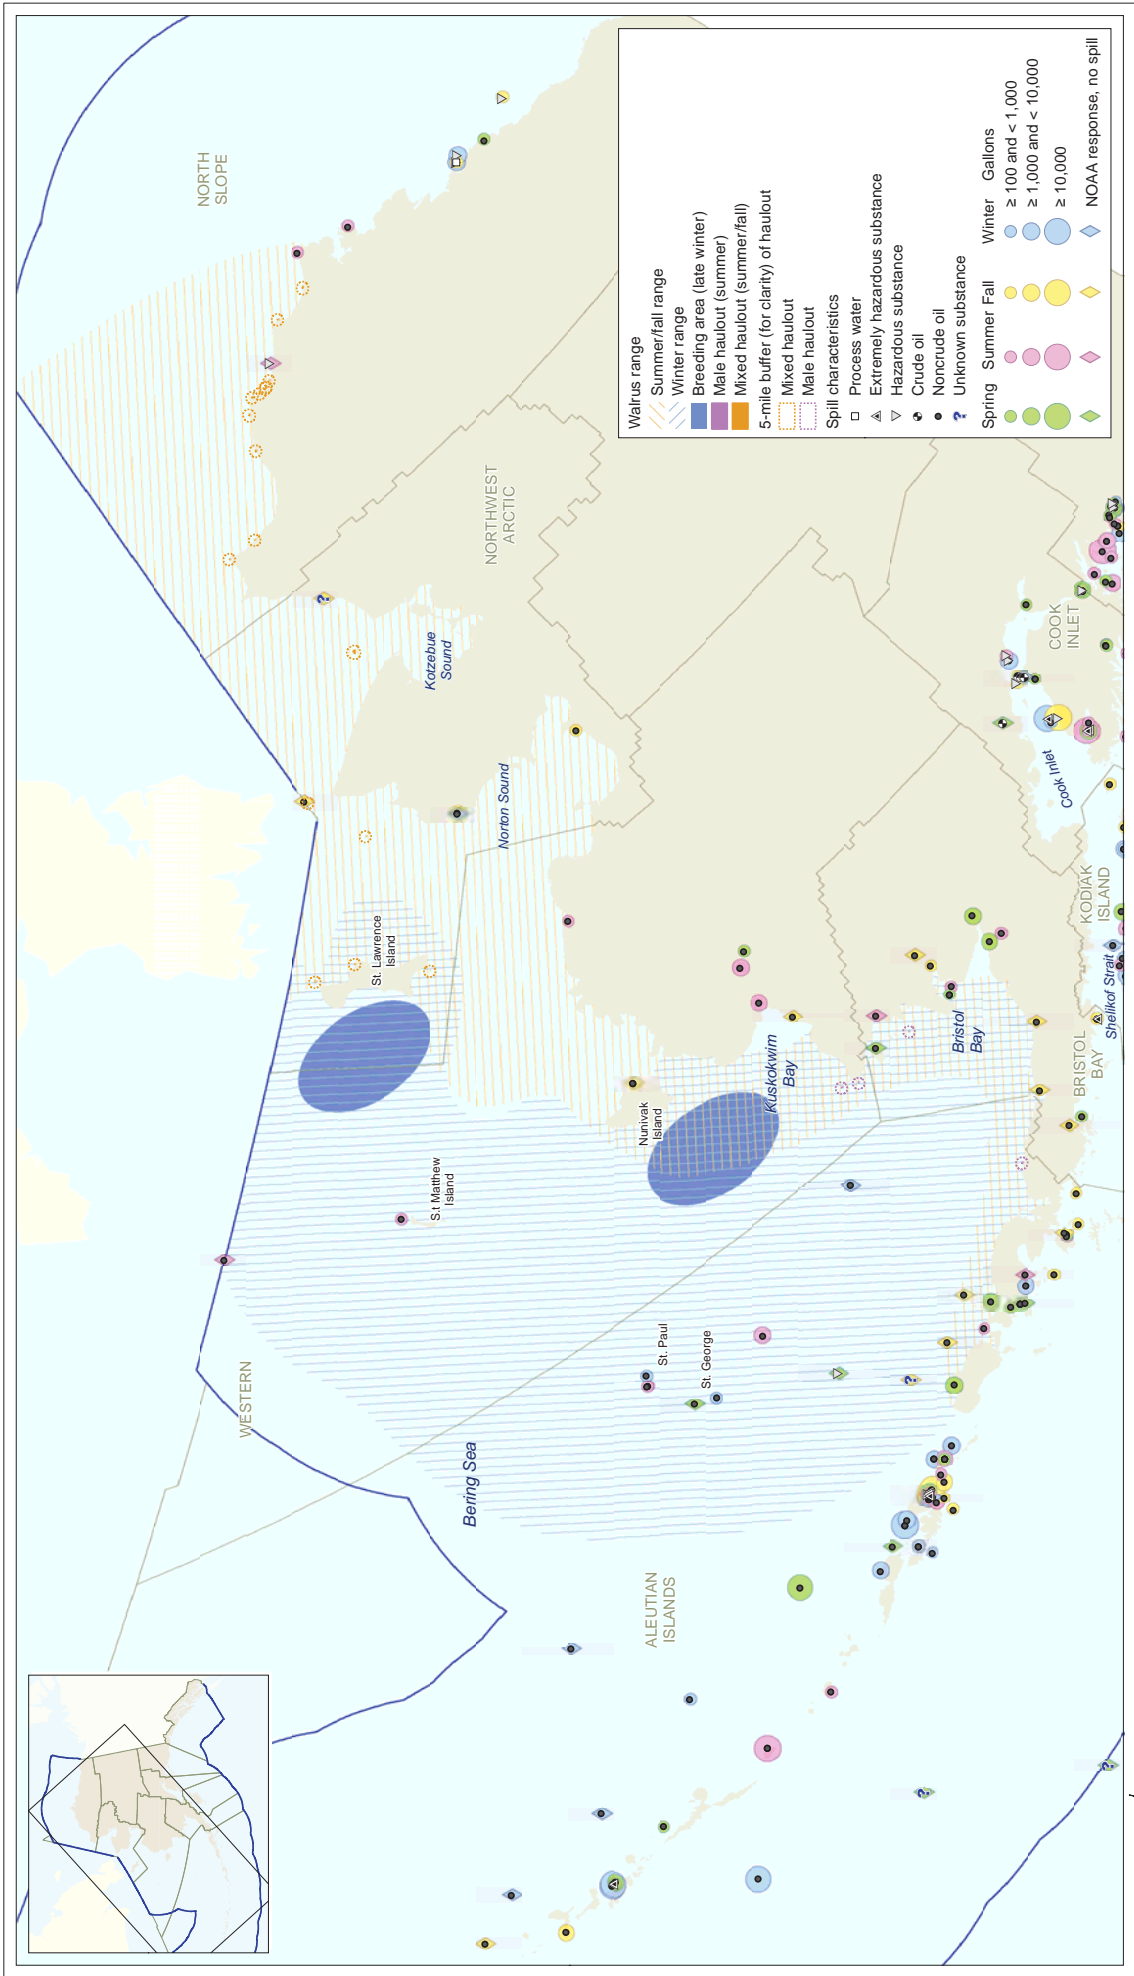 NORTH
SLOPE
NORTHWEST
ARCTIC
Kotzebue
Sound
Norton Sound
St. Lawrence
Island
S.t Matthew
Island
Nunivak
Island
Kuskokwim
Bay
Bristol
Bay
BRISTOL
BAY
COOK
INLET
Cook Inlet
KODIAK
ISLAND
Shelikof Strait
WESTERN
St. Paul
St. George
Bering Sea
ALEUTIAN
ISLANDS
Walrus range
Summer/fall range
Winter range
Breeding area (late winter)
Male haulout (summer)
Mixed haulout (summer/fall)
5-mile buffer (for clarity) of haulout
Mixed haulout
Male haulout
Spill characteristics
Process water
Extremely hazardous substance
Hazardous substance
Crude oil
Noncrude oil
? Unknown substance
Spring Summer Fall Winter Gallons
≥ 100 and < 1,000
≥ 1,000 and < 10,000
≥ 10,000
NOAA response, no spill
?
?
?
?